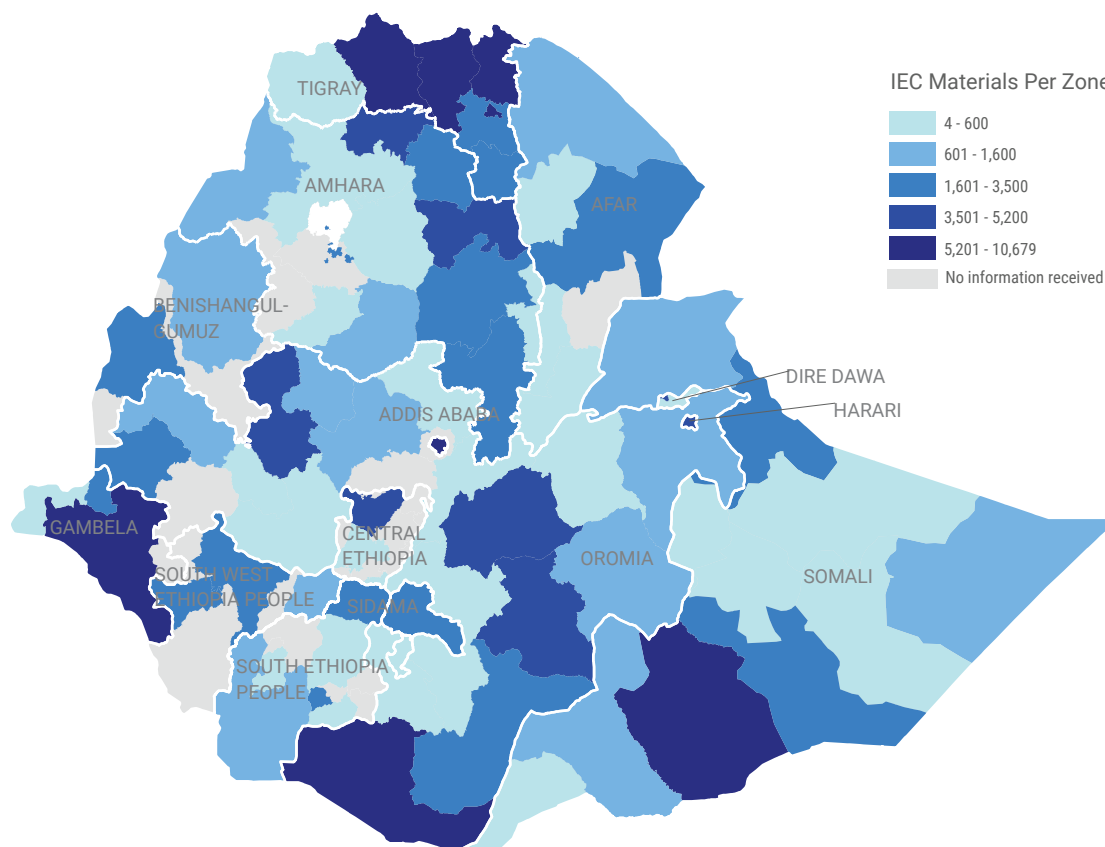 IEC Materials Per Zone
4 - 600
601 - 1,600
1,601 - 3,500
3,501 - 5,200
5,201 - 10,679
No information received
TIGRAY
AMHARA
AFAR
BENISHANGUL-
GUMUZ
DIRE DAWA
HARARI
ADDIS ABABA
GAMBELA
CENTRAL
ETHIOPIA
OROMIA
SOMALI
SOUTH WEST
ETHIOPIA PEOPLE
SIDAMA
SOUTH ETHIOPIA
PEOPLE